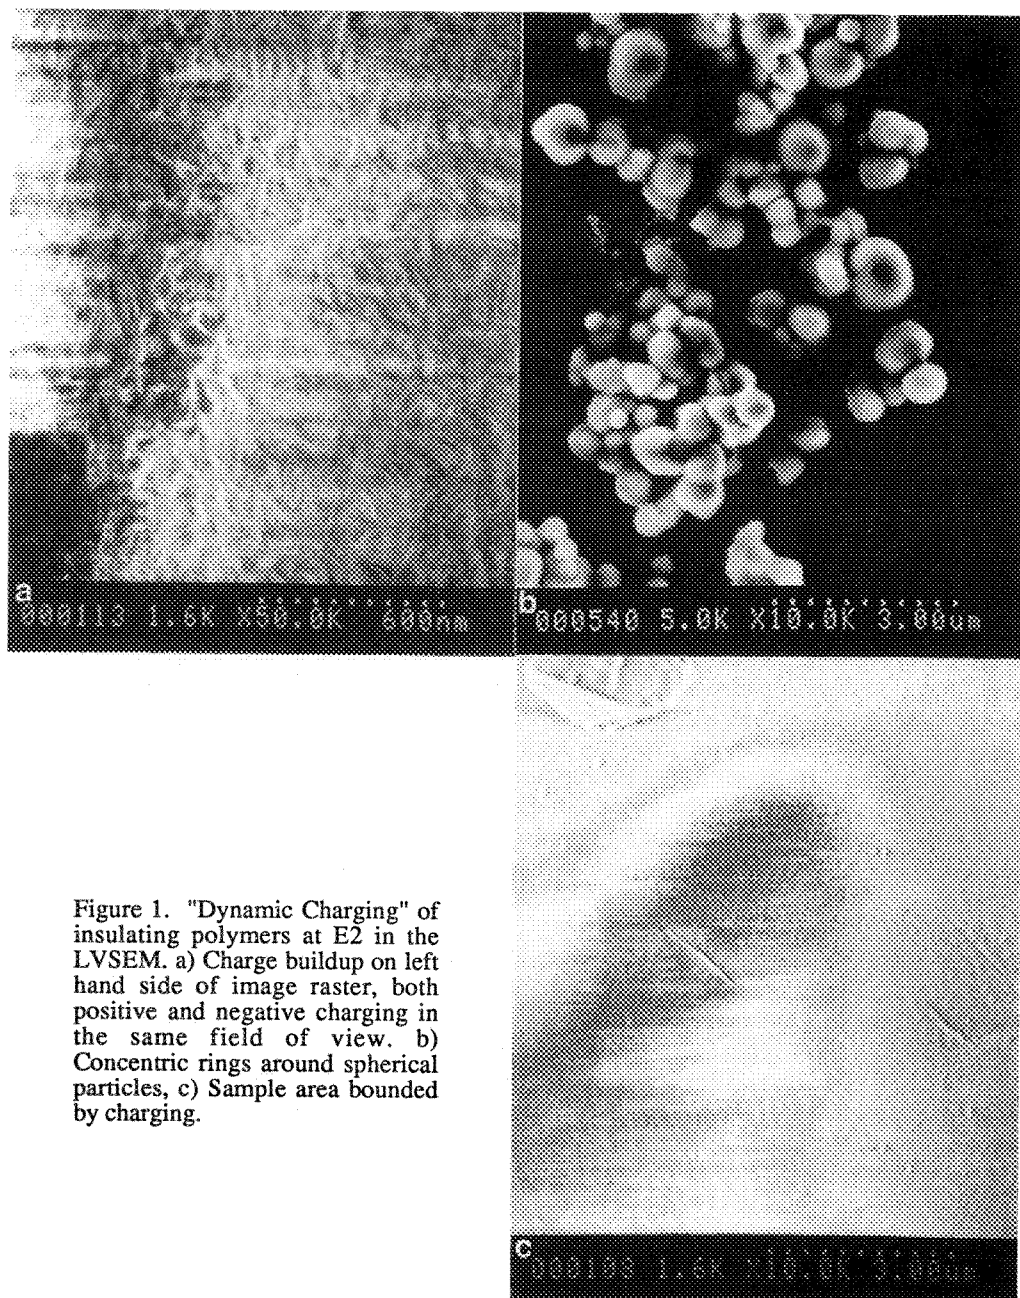 a
000113 1.6K X50.0K 600nm
b
000540 5.0K X10.0K 3.00um
Figure 1. "Dynamic Charging" of
insulating polymers at E2 in the
LVSEM. a) Charge buildup on left
hand side of image raster, both
positive and negative charging in
the same field of view. b)
Concentric rings around spherical
particles, c) Sample area bounded
by charging.
c
1.6K X10.0K 3.00um